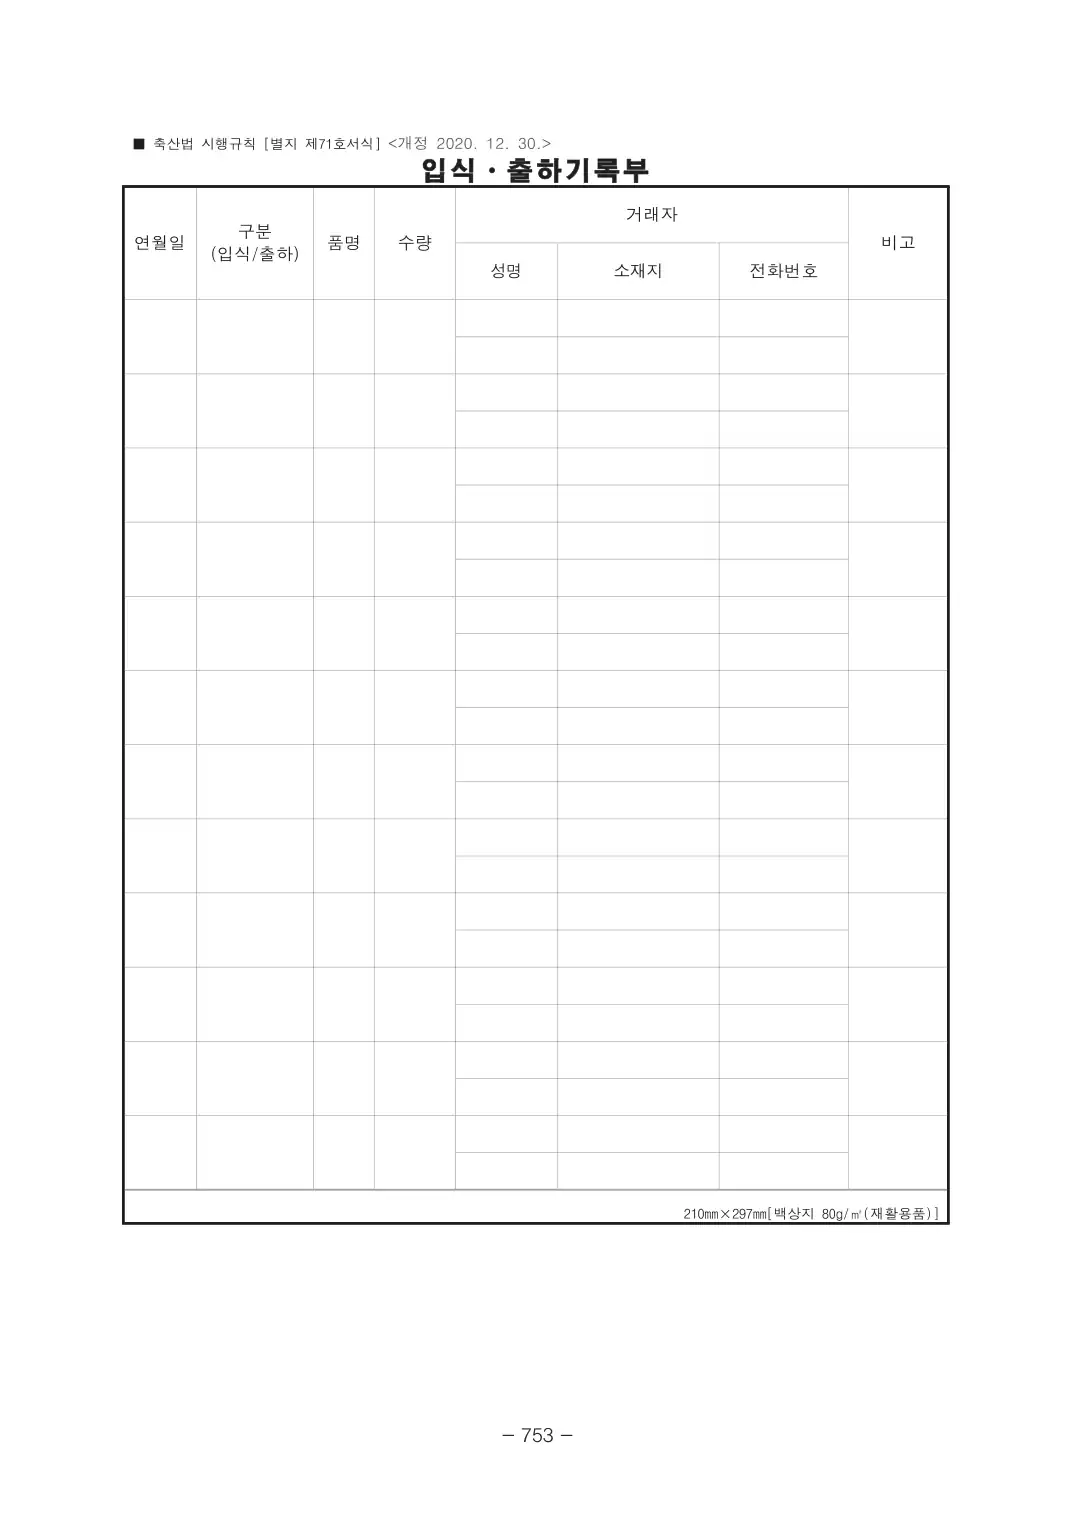 ■ 축산법 시행규칙 [별지 제71호서식] <개정 2020. 12. 30.>
입식·출하기록부
연월일
구분
(입식/출하)
품명
수량
거래자
성명
소재지
전화번호
비고
210㎜×297㎜[백상지 80g/㎡(재활용품)]
- 753 -